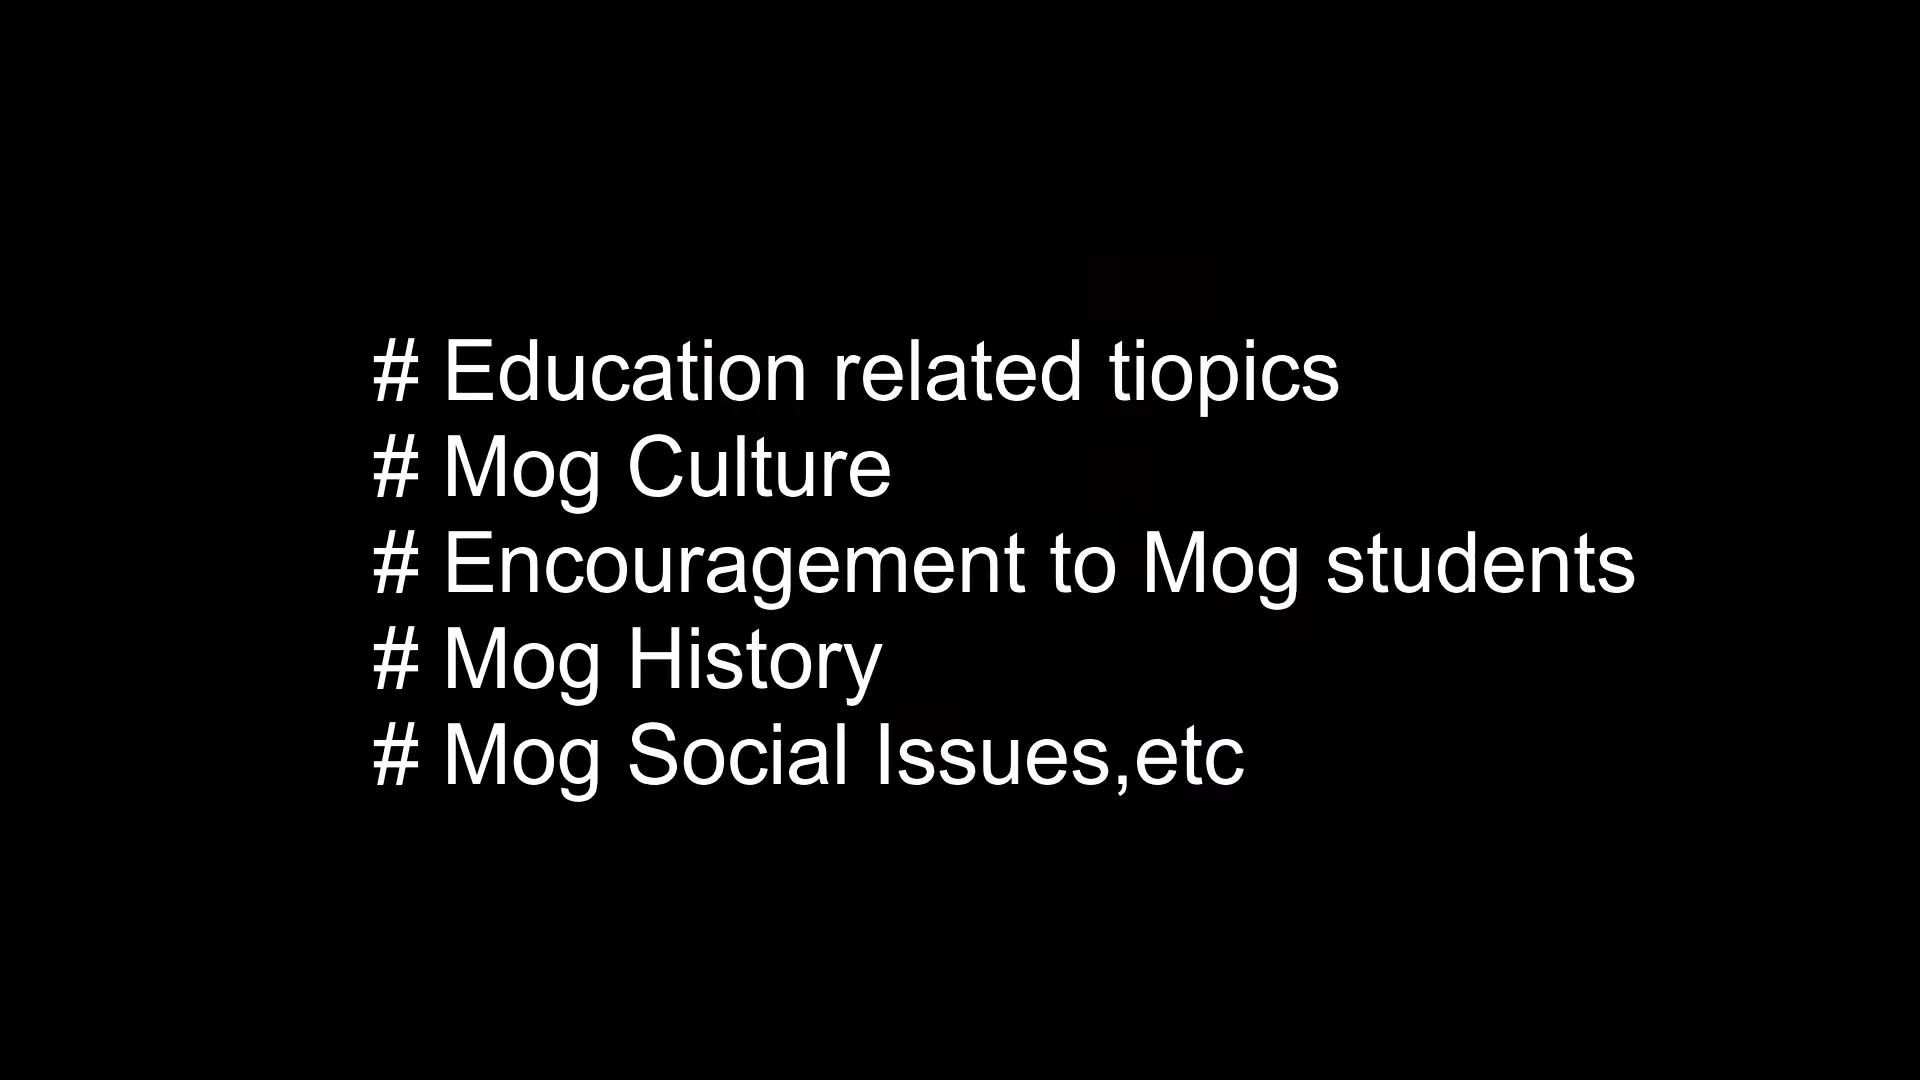 # Education related tiopics
# Mog Culture
# Encouragement to Mog students
# Mog History
# Mog Social Issues,etc